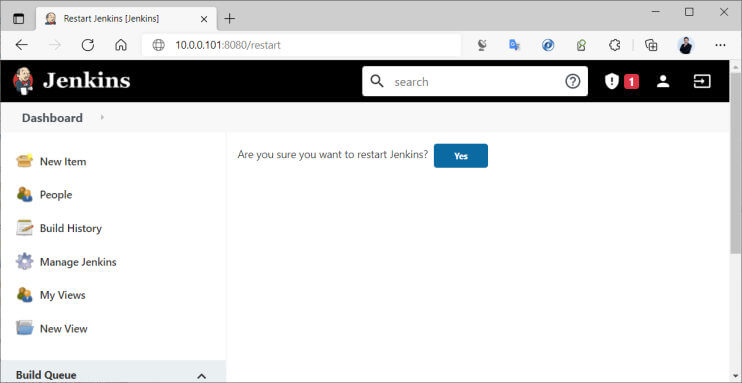 Restart Jenkins [Jenkins]
10.0.0.101:8080/restart
Jenkins
search
1
Dashboard
Are you sure you want to restart Jenkins? Yes
New Item
People
Build History
Manage Jenkins
My Views
New View
Build Queue